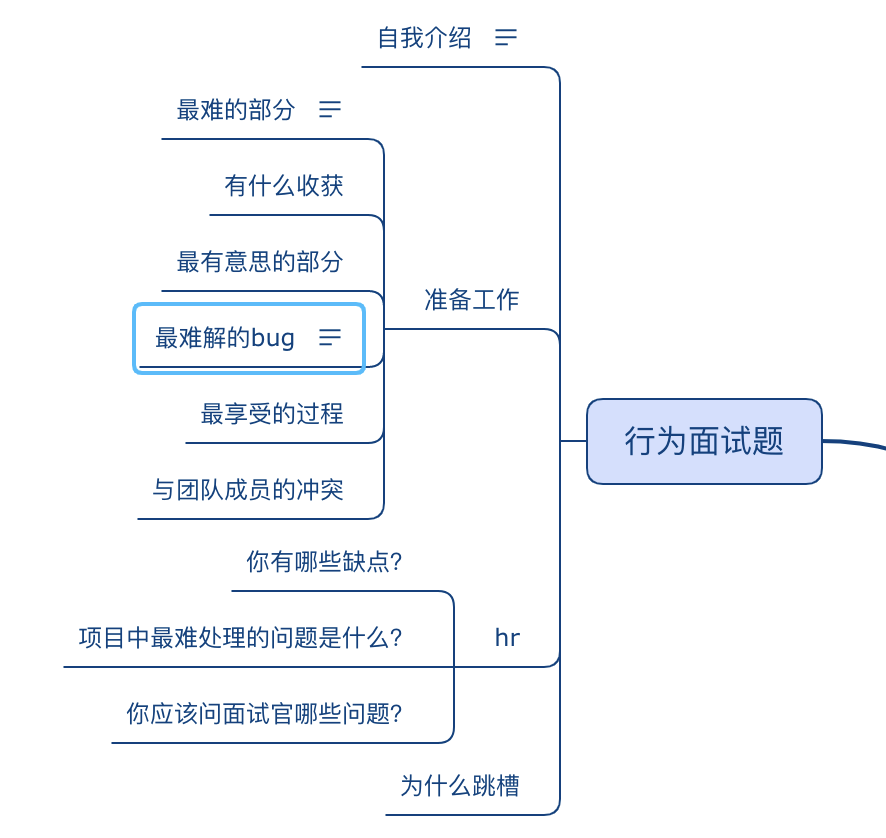 自我介绍
最难的部分
有什么收获
最有意思的部分
准备工作
最难解的bug
最享受的过程
行为面试题
与团队成员的冲突
你有哪些缺点?
项目中最难处理的问题是什么?
hr
你应该问面试官哪些问题?
为什么跳槽